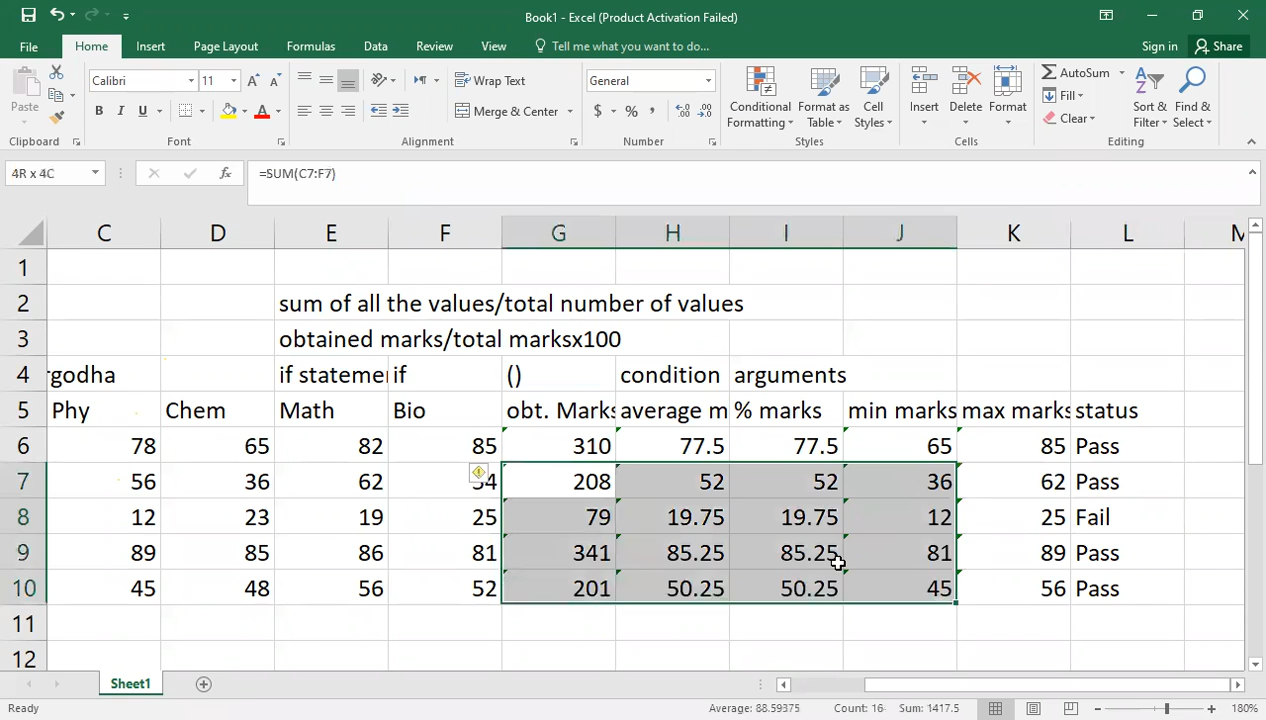 Book1 - Excel (Product Activation Failed)
File Home Insert Page Layout Formulas Data Review View Tell me what you want to do... Sign in Share
Paste
Clipboard
Calibri 11 A A
B I U A
Font
Wrap Text
Merge & Center
Alignment
General
$ % ,
Number
Conditional Formatting
Format as Table
Cell Styles
Styles
Insert Delete Format
Cells
AutoSum
Fill
Clear
Sort & Filter
Find & Select
Editing
4R x 4C fx =SUM(C7:F7)
C D E F G H I J K L M
1
2 sum of all the values/total number of values
3 obtained marks/total marksx100
4 rgodha if statemen if () condition arguments
5 Phy Chem Math Bio obt. Marks average m % marks min marks max marks status
6 78 65 82 85 310 77.5 77.5 65 85 Pass
7 56 36 62 54 208 52 52 36 62 Pass
8 12 23 19 25 79 19.75 19.75 12 25 Fail
9 89 85 86 81 341 85.25 85.25 81 89 Pass
10 45 48 56 52 201 50.25 50.25 45 56 Pass
11
12
Sheet1
Ready Average: 88.59375 Count: 16 Sum: 1417.5 180%